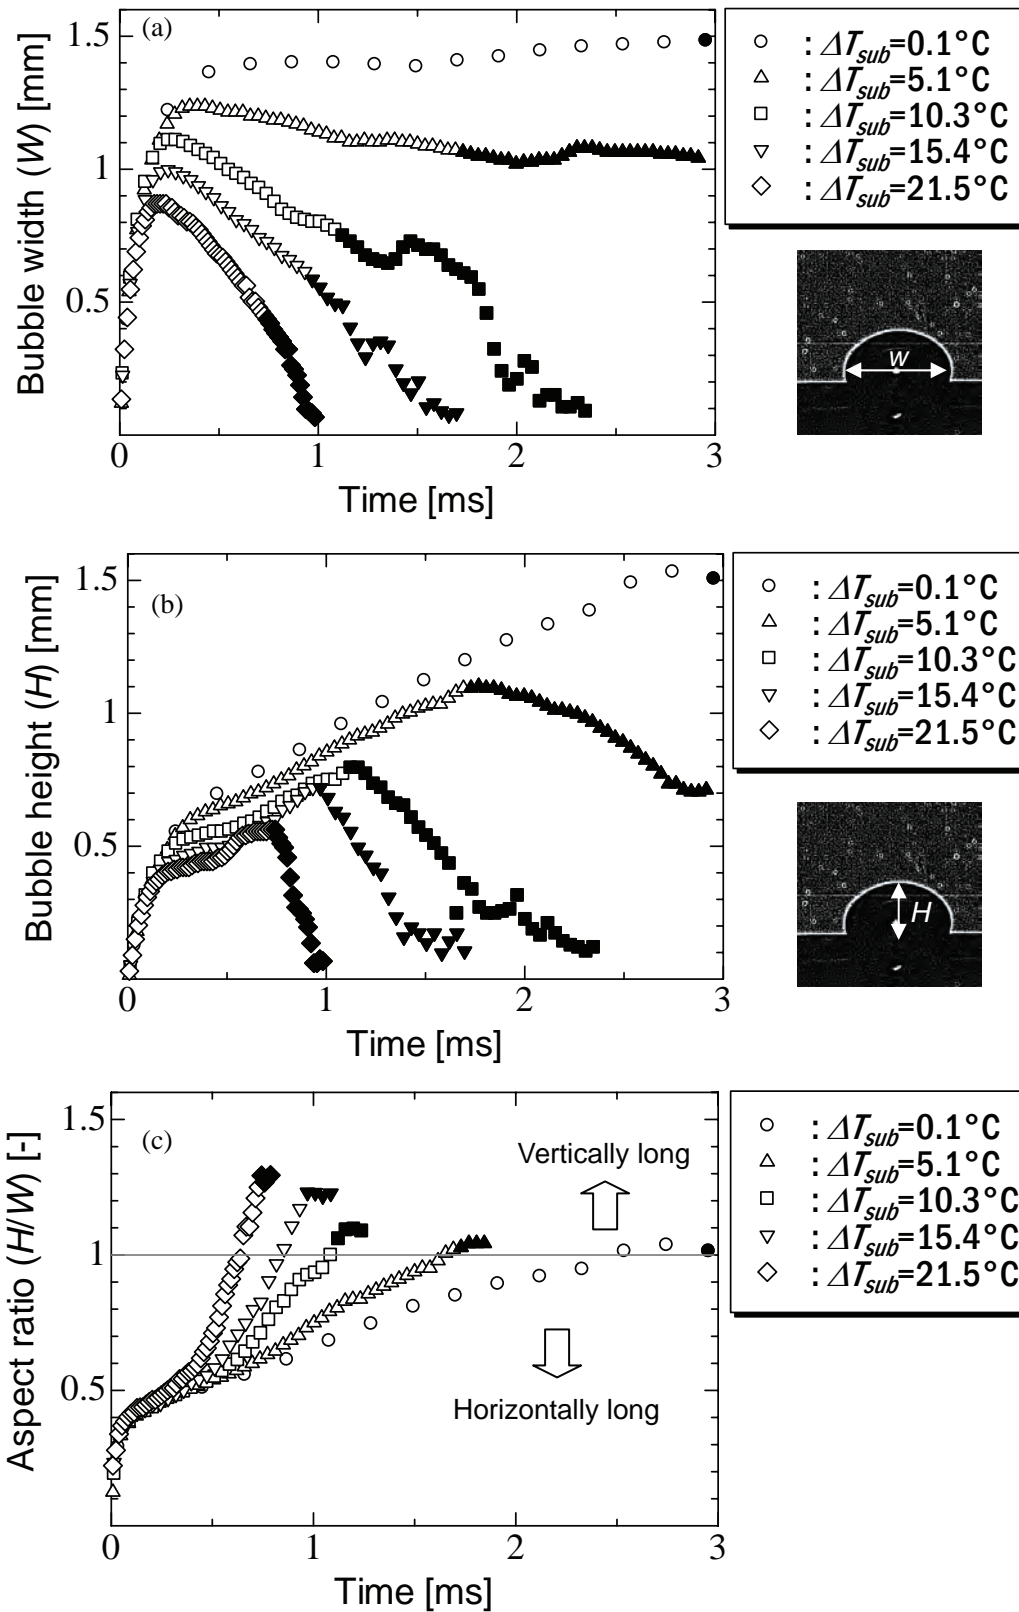 (a)
Bubble width (W) [mm]
1.5
1
0.5
0
1
2
3
Time [ms]
: ΔTsub=0.1°C
: ΔTsub=5.1°C
: ΔTsub=10.3°C
: ΔTsub=15.4°C
: ΔTsub=21.5°C
W
(b)
Bubble height (H) [mm]
1.5
1
0.5
0
1
2
3
Time [ms]
: ΔTsub=0.1°C
: ΔTsub=5.1°C
: ΔTsub=10.3°C
: ΔTsub=15.4°C
: ΔTsub=21.5°C
H
(c)
Aspect ratio (H/W) [-]
1.5
1
0.5
0
1
2
3
Time [ms]
Vertically long
Horizontally long
: ΔTsub=0.1°C
: ΔTsub=5.1°C
: ΔTsub=10.3°C
: ΔTsub=15.4°C
: ΔTsub=21.5°C